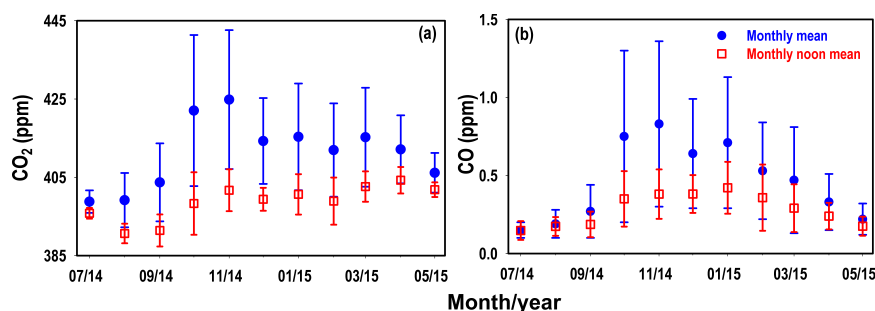 (a)
CO2 (ppm)
445
425
405
385
07/14 09/14 11/14 01/15 03/15 05/15
(b)
Monthly mean
Monthly noon mean
CO (ppm)
1.5
1.0
0.5
0.0
07/14 09/14 11/14 01/15 03/15 05/15
Month/year